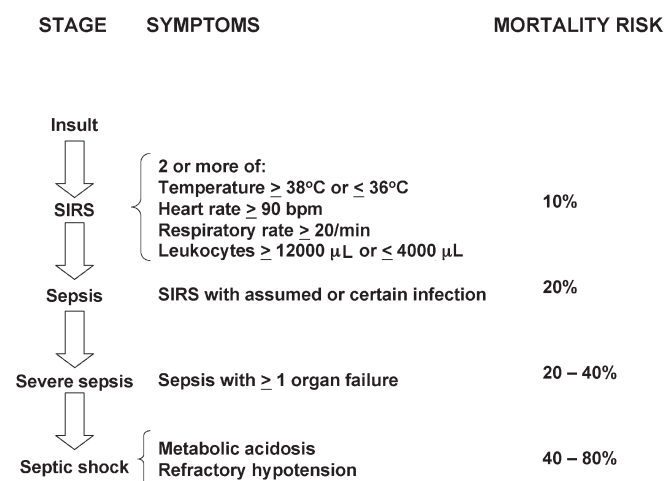 STAGE SYMPTOMS MORTALITY RISK
Insult
2 or more of:
Temperature ≥ 38°C or ≤ 36°C
SIRS Heart rate ≥ 90 bpm 10%
Respiratory rate ≥ 20/min
Leukocytes ≥ 12000 μL or ≤ 4000 μL
Sepsis SIRS with assumed or certain infection 20%
Severe sepsis Sepsis with ≥ 1 organ failure 20 – 40%
Metabolic acidosis
Septic shock Refractory hypotension 40 – 80%